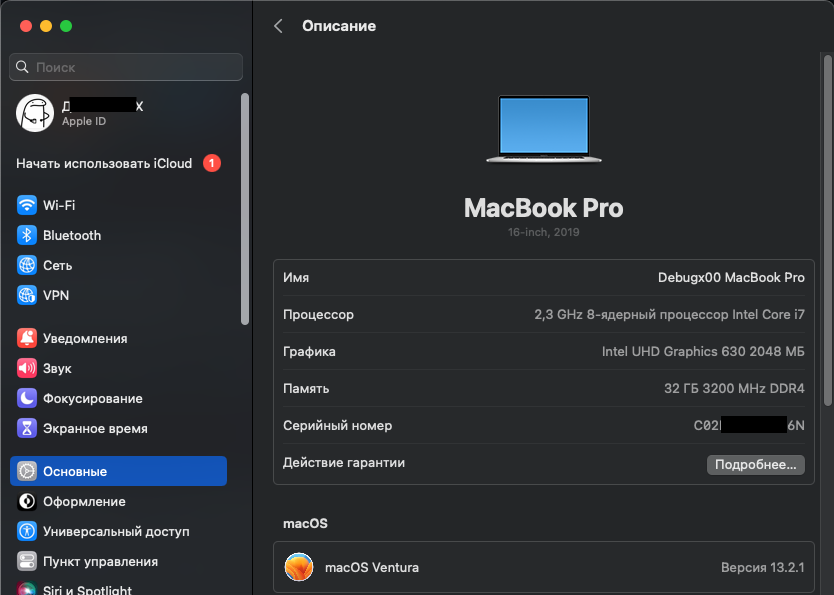 Описание
Поиск
Apple ID
Начать использовать iCloud 1
Wi-Fi
Bluetooth
Сеть
VPN
Уведомления
Звук
Фокусирование
Экранное время
Основные
Оформление
Универсальный доступ
Пункт управления
Siri и Spotlight
MacBook Pro
16-inch, 2019
Имя Debugx00 MacBook Pro
Процессор 2,3 GHz 8-ядерный процессор Intel Core i7
Графика Intel UHD Graphics 630 2048 МБ
Память 32 ГБ 3200 MHz DDR4
Серийный номер C02 6N
Действие гарантии Подробнее...
macOS
macOS Ventura Версия 13.2.1